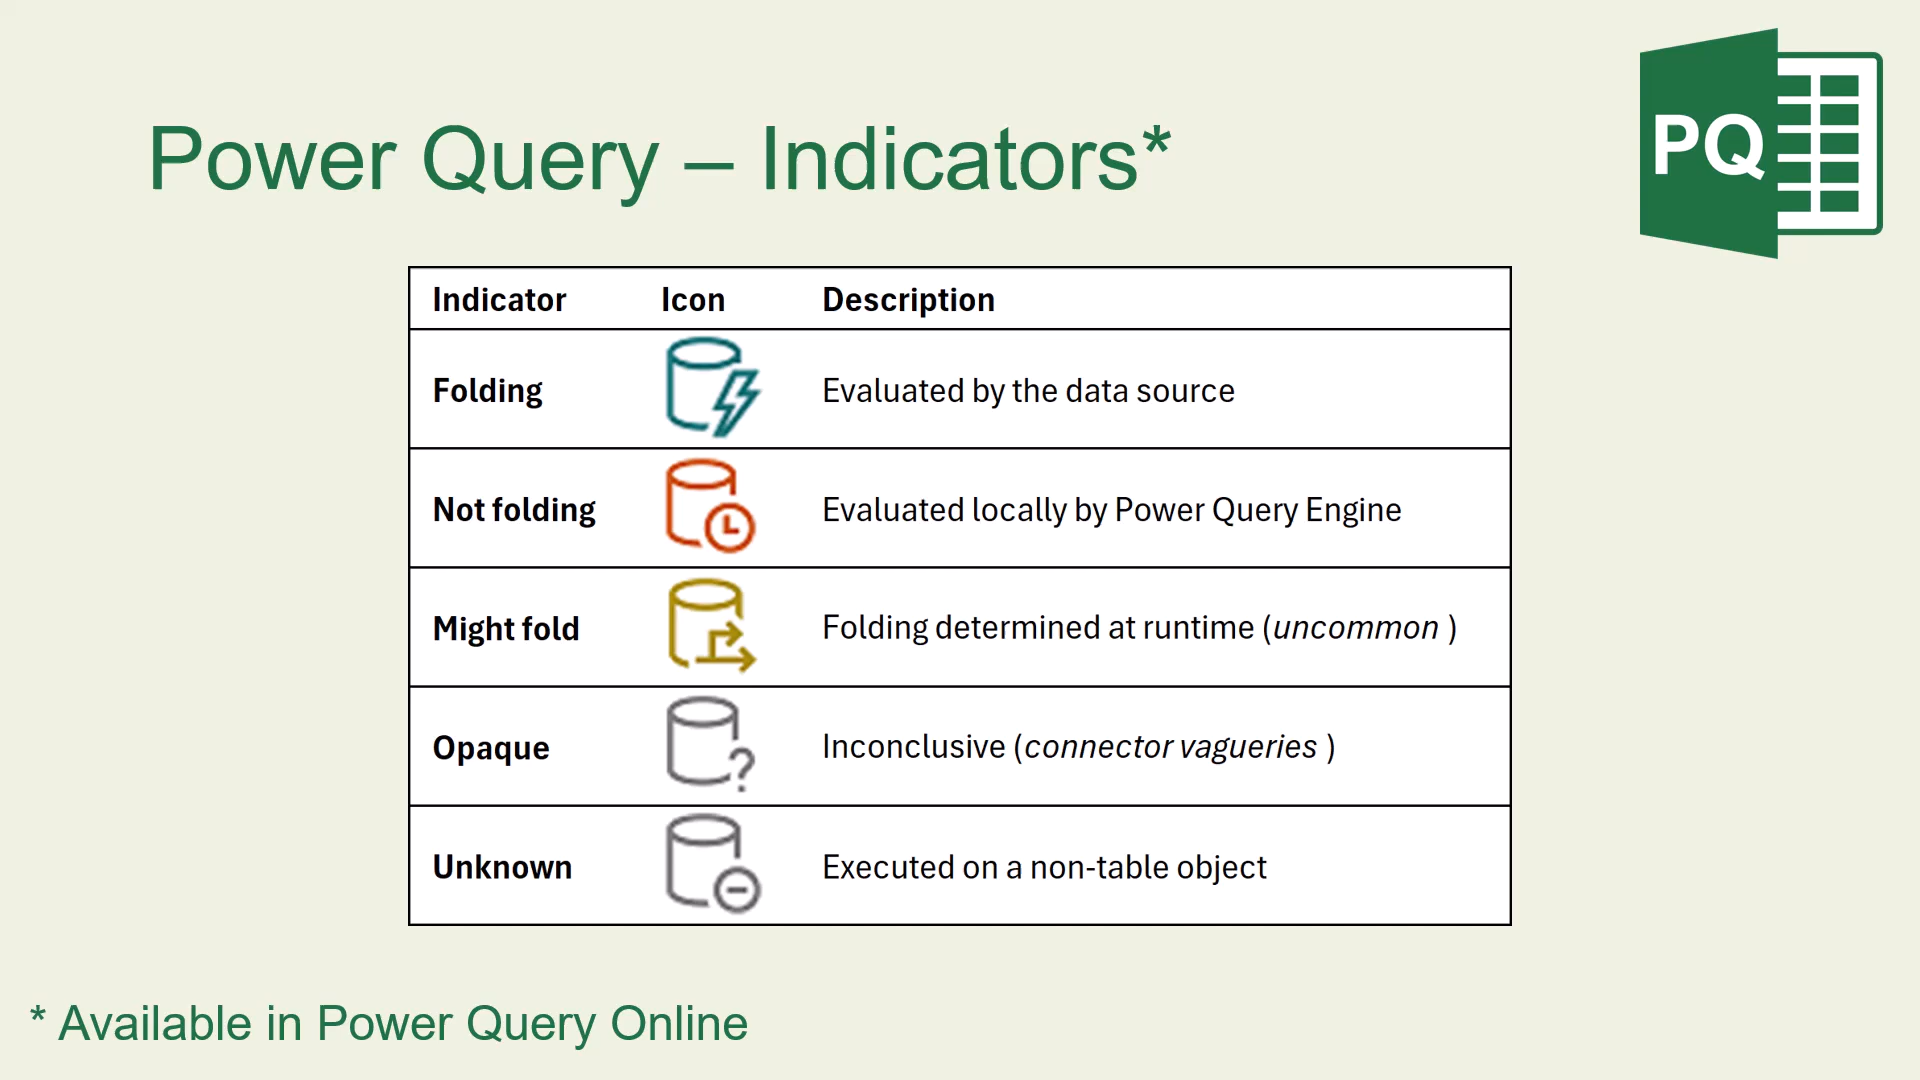 Power Query – Indicators*
PQ
Indicator Icon Description
Folding Evaluated by the data source
Not folding Evaluated locally by Power Query Engine
Might fold Folding determined at runtime (uncommon )
Opaque ? Inconclusive (connector vagueries )
Unknown Executed on a non-table object
* Available in Power Query Online